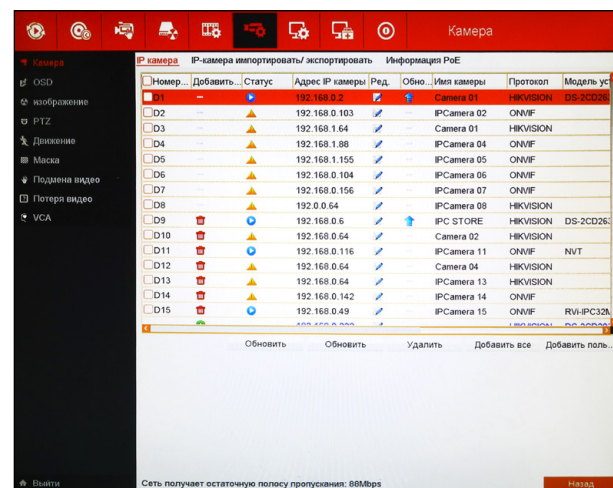 Камера
Камера
OSD
изображение
PTZ
Движение
Маска
Подмена видео
Потеря видео
VCA
Выйти
IP камера IP-камера импортировать/ экспортировать Информация PoE
Номер... Добавить... Статус Адрес IP камеры Ред. Обно... Имя камеры Протокол Модель уст
D1 192.168.0.2 Camera 01 HIKVISION DS-2CD263
D2 192.168.0.103 IPCamera 02 ONVIF
D3 192.168.1.64 Camera 01 HIKVISION
D4 192.168.1.88 IPCamera 04 ONVIF
D5 192.168.1.155 IPCamera 05 ONVIF
D6 192.168.0.104 IPCamera 06 ONVIF
D7 192.168.0.156 IPCamera 07 ONVIF
D8 192.0.0.64 IPCamera 08 HIKVISION
D9 192.168.0.6 IPC STORE HIKVISION DS-2CD263
D10 192.168.0.64 Camera 02 HIKVISION
D11 192.168.0.116 IPCamera 11 ONVIF NVT
D12 192.168.0.64 Camera 04 HIKVISION
D13 192.168.0.64 IPCamera 13 HIKVISION
D14 192.168.0.142 IPCamera 14 ONVIF
D15 192.168.0.49 IPCamera 15 ONVIF RVi-IPC32M
Обновить Обновить Удалить Добавить все Добавить поль...
Сеть получает остаточную полосу пропускания: 88Mbps
Назад